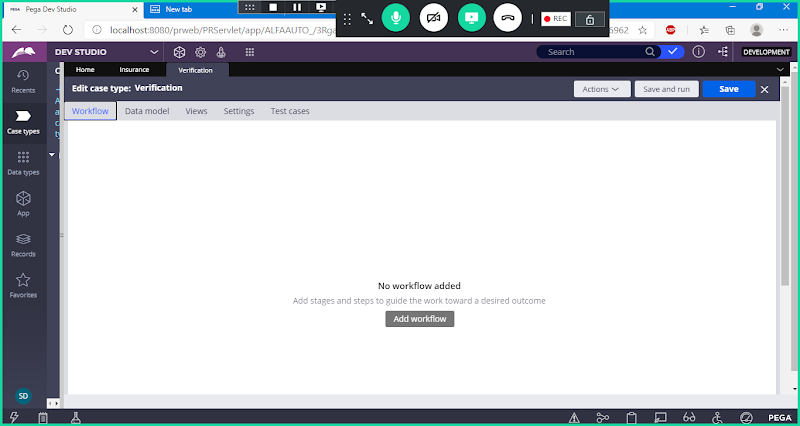 PEGA Pega Dev Studio
New tab
localhost:8080/prweb/PRServlet/app/ALFAAUTO_/3Rga
6962
REC
ABP
DEV STUDIO
Search
DEVELOPMENT
Recents
Case types
Data types
App
Records
Favorites
SD
Home
Insurance
Verification
Edit case type: Verification
Actions
Save and run
Save
Workflow
Data model
Views
Settings
Test cases
No workflow added
Add stages and steps to guide the work toward a desired outcome
Add workflow
PEGA